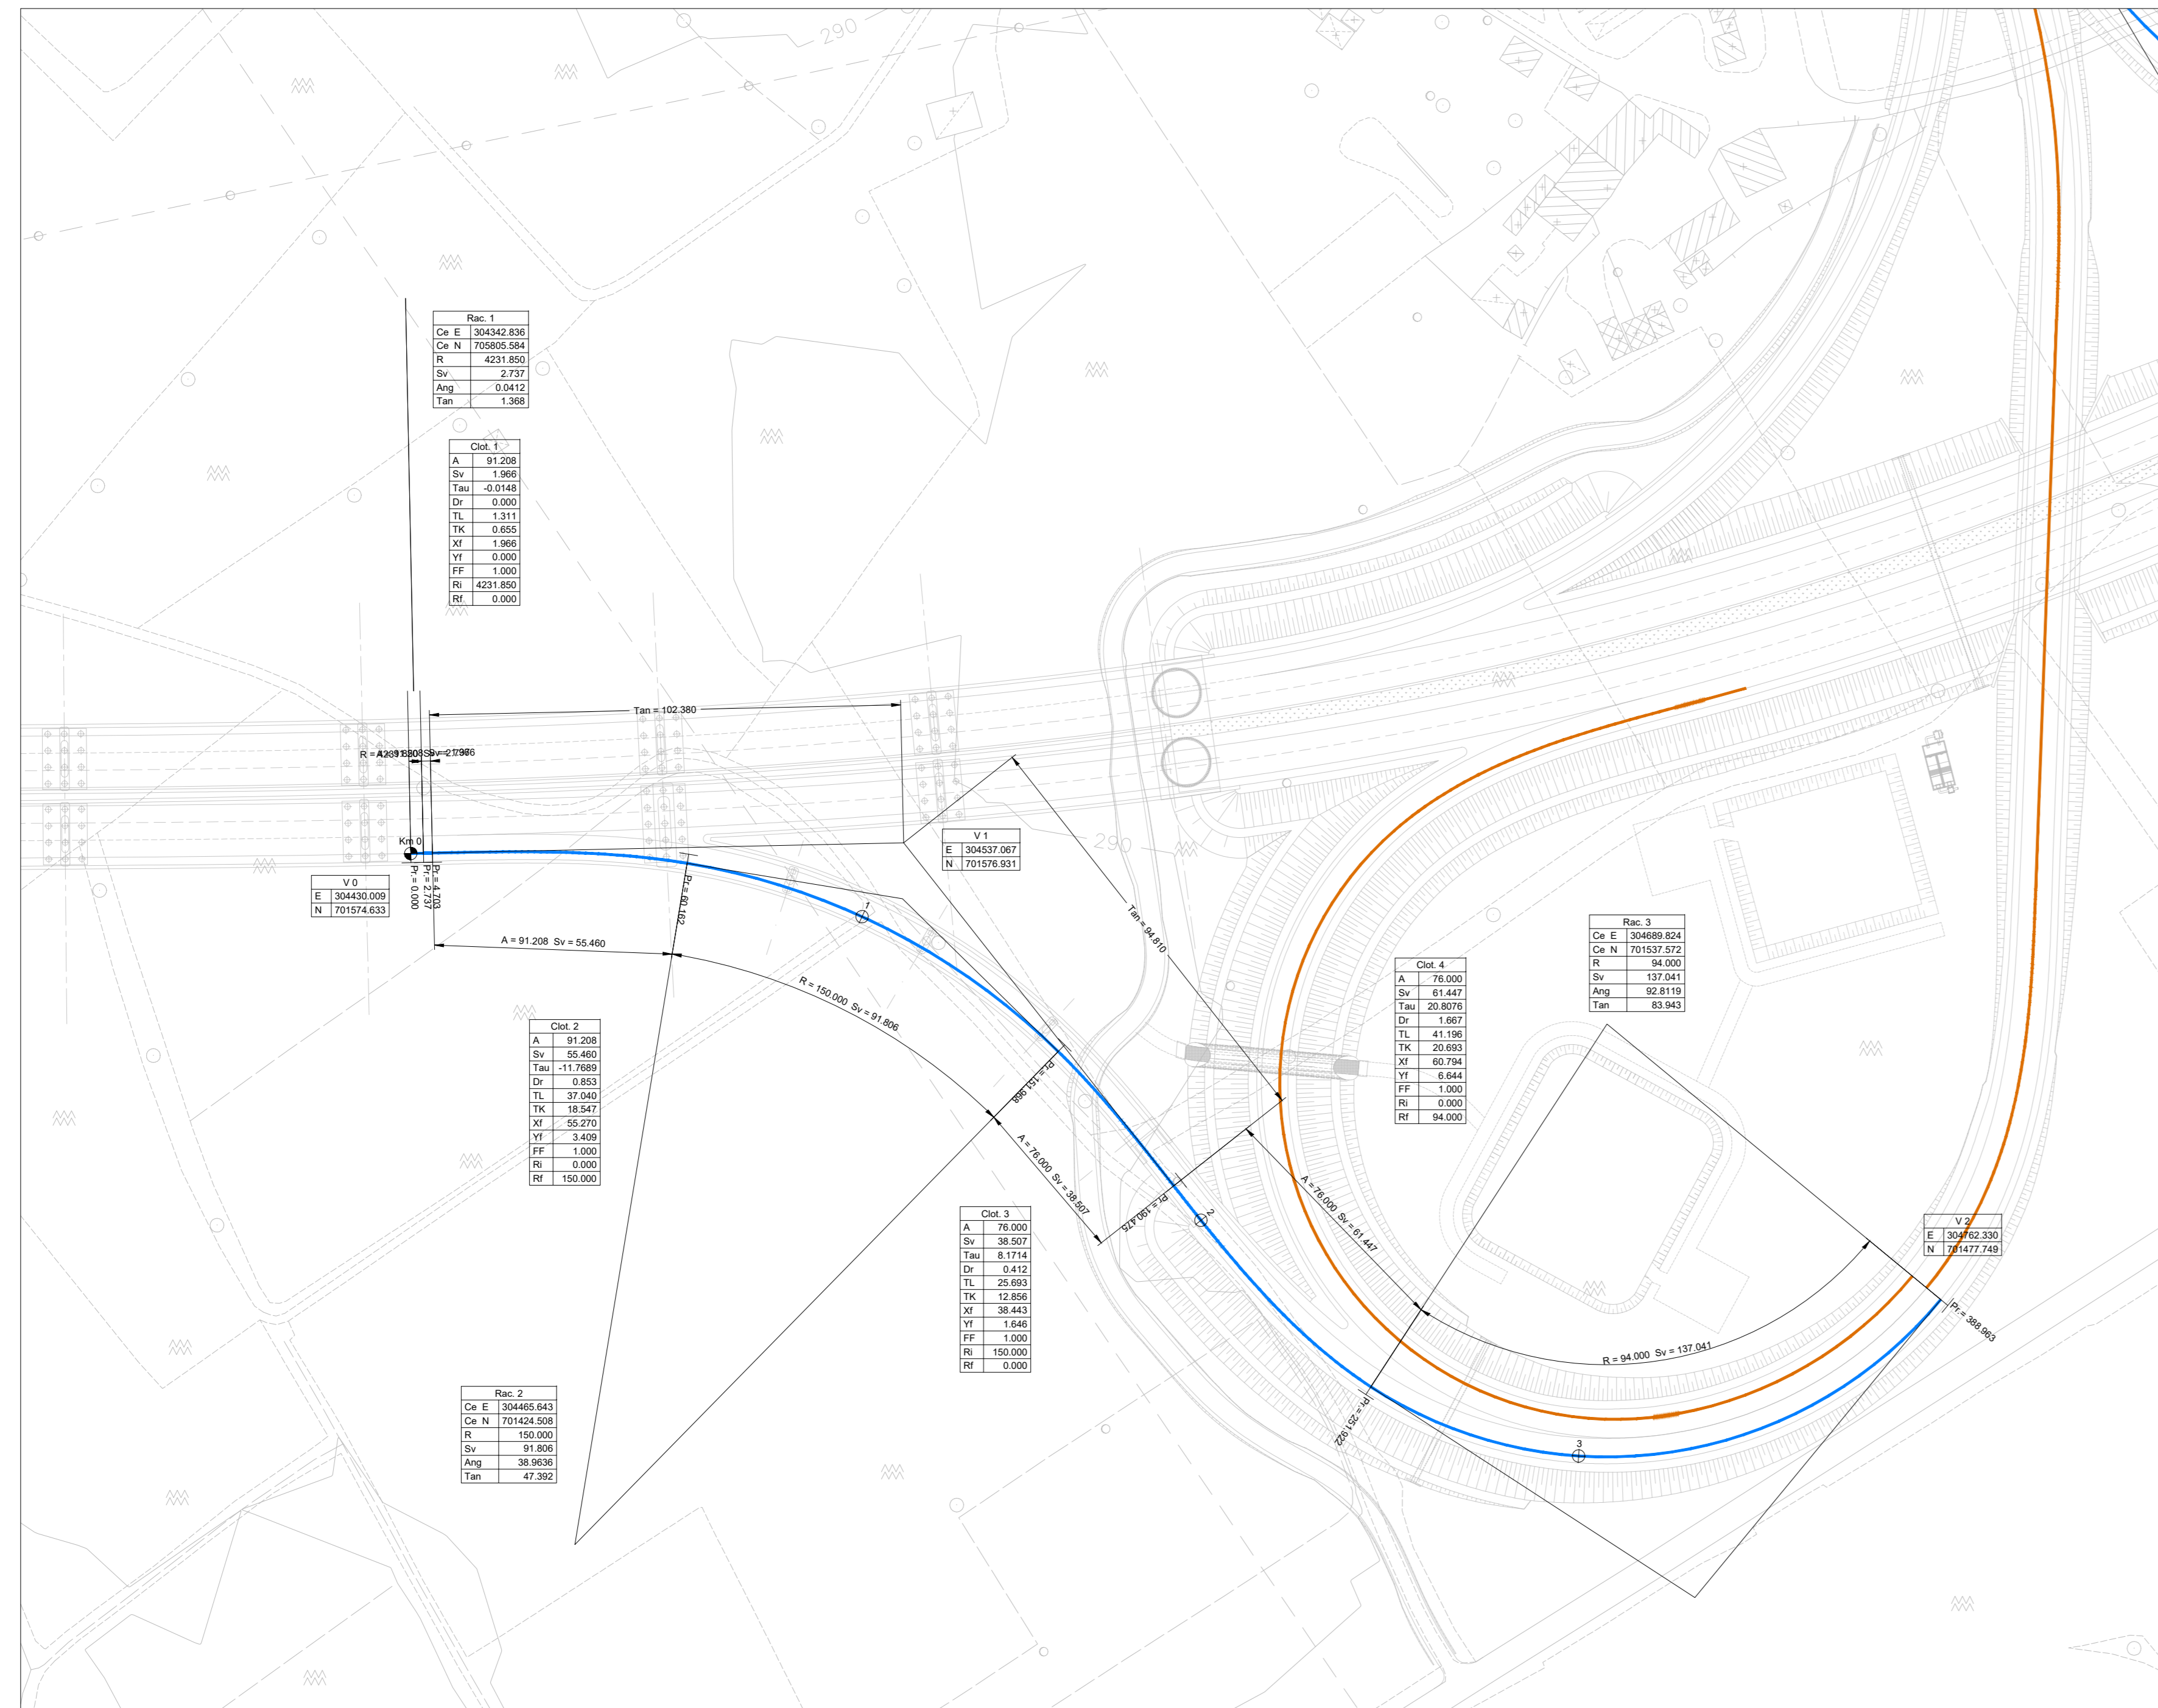 290
Rac. 1
Ce E 304342.836
Ce N 705805.584
R 4231.850
Sv 2.737
Ang 0.0412
Tan 1.368
Clot. 1
A 91.208
Sv 1.966
Tau -0.0148
Dr 0.000
TL 1.311
TK 0.655
Xf 1.966
Yf 0.000
FF 1.000
Ri 4231.850
Rf 0.000
Tan = 102.380
Km 0
Pr.= 0.000
Pr.= 2.737
Pr.= 4.703
V 0
E 304430.009
N 701574.633
V 1
E 304537.067
N 701576.931
290
Pr.= 60.162
1
A = 91.208 Sv = 55.460
R = 150.000 Sv = 91.806
Tan = 94.810
Pr.= 151.968
A = 76.000 Sv = 38.507
Pr.= 190.475
2
A = 76.000 Sv = 61.447
Clot. 2
A 91.208
Sv 55.460
Tau -11.7689
Dr 0.853
TL 37.040
TK 18.547
Xf 55.270
Yf 3.409
FF 1.000
Ri 0.000
Rf 150.000
Clot. 4
A 76.000
Sv 61.447
Tau 20.8076
Dr 1.667
TL 41.196
TK 20.693
Xf 60.794
Yf 6.644
FF 1.000
Ri 0.000
Rf 94.000
Rac. 3
Ce E 304689.824
Ce N 701537.572
R 94.000
Sv 137.041
Ang 92.8119
Tan 83.943
Clot. 3
A 76.000
Sv 38.507
Tau 8.1714
Dr 0.412
TL 25.693
TK 12.856
Xf 38.443
Yf 1.646
FF 1.000
Ri 150.000
Rf 0.000
V 2
E 304762.330
N 701477.749
Pr.= 388.963
R = 94.000 Sv = 137.041
Pr.= 251.922
3
Rac. 2
Ce E 304465.643
Ce N 701424.508
R 150.000
Sv 91.806
Ang 38.9636
Tan 47.392